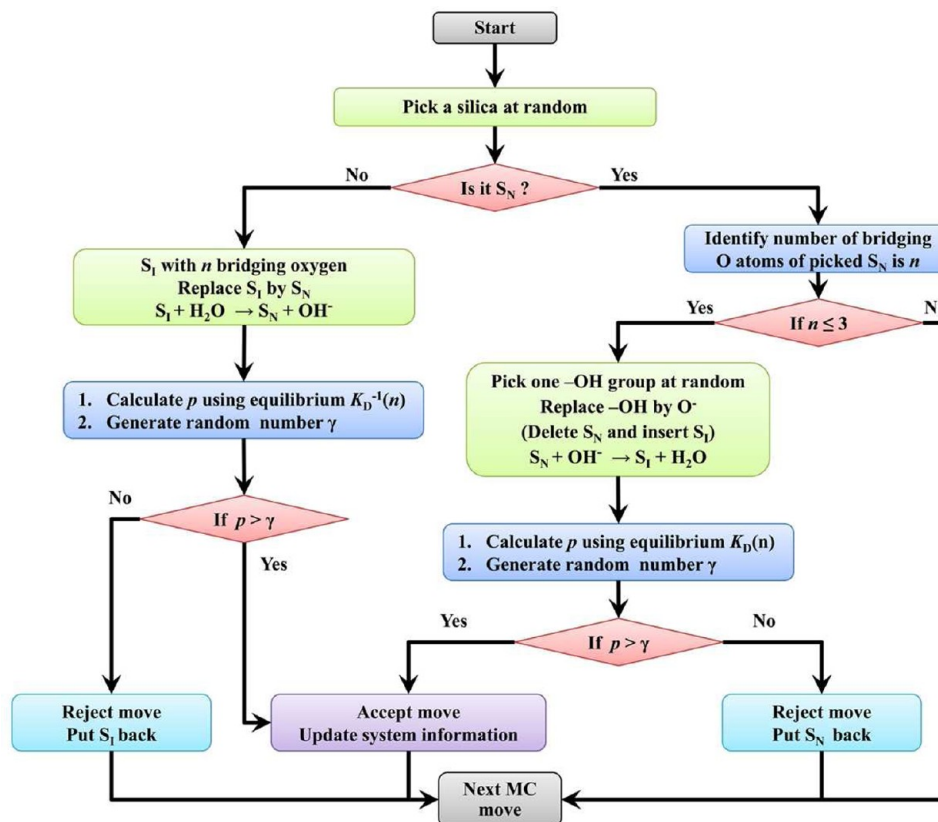 Start
Pick a silica at random
Is it S_N ?
No
Yes
S_I with n bridging oxygen
Replace S_I by S_N
S_I + H₂O → S_N + OH⁻
Identify number of bridging
O atoms of picked S_N is n
If n ≤ 3
Yes
N
1. Calculate p using equilibrium K_D⁻¹(n)
2. Generate random number γ
Pick one –OH group at random
Replace –OH by O⁻
(Delete S_N and insert S_I)
S_N + OH⁻ → S_I + H₂O
If p > γ
No
Yes
1. Calculate p using equilibrium K_D(n)
2. Generate random number γ
If p > γ
Yes
No
Reject move
Put S_I back
Accept move
Update system information
Reject move
Put S_N back
Next MC
move